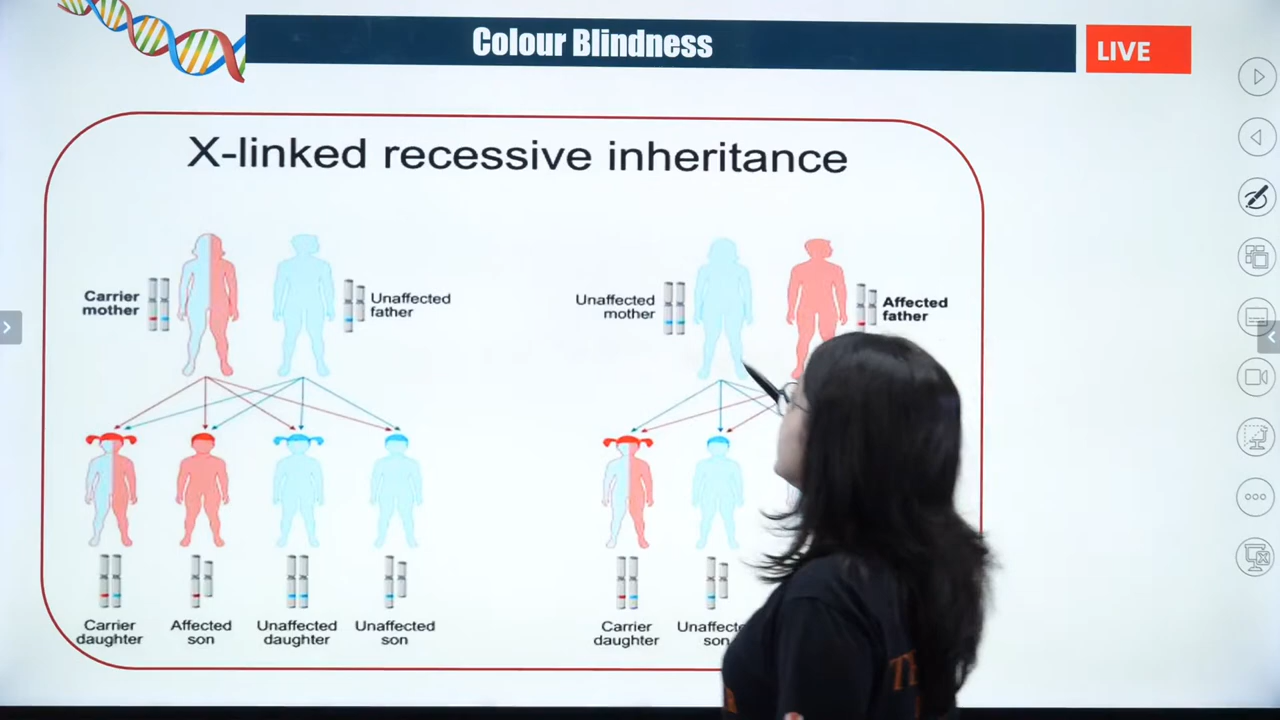 Colour Blindness
LIVE
X-linked recessive inheritance
Carrier
mother
Unaffected
father
Unaffected
mother
Affected
father
Carrier
daughter
Affected
son
Unaffected
daughter
Unaffected
son
Carrier
daughter
son